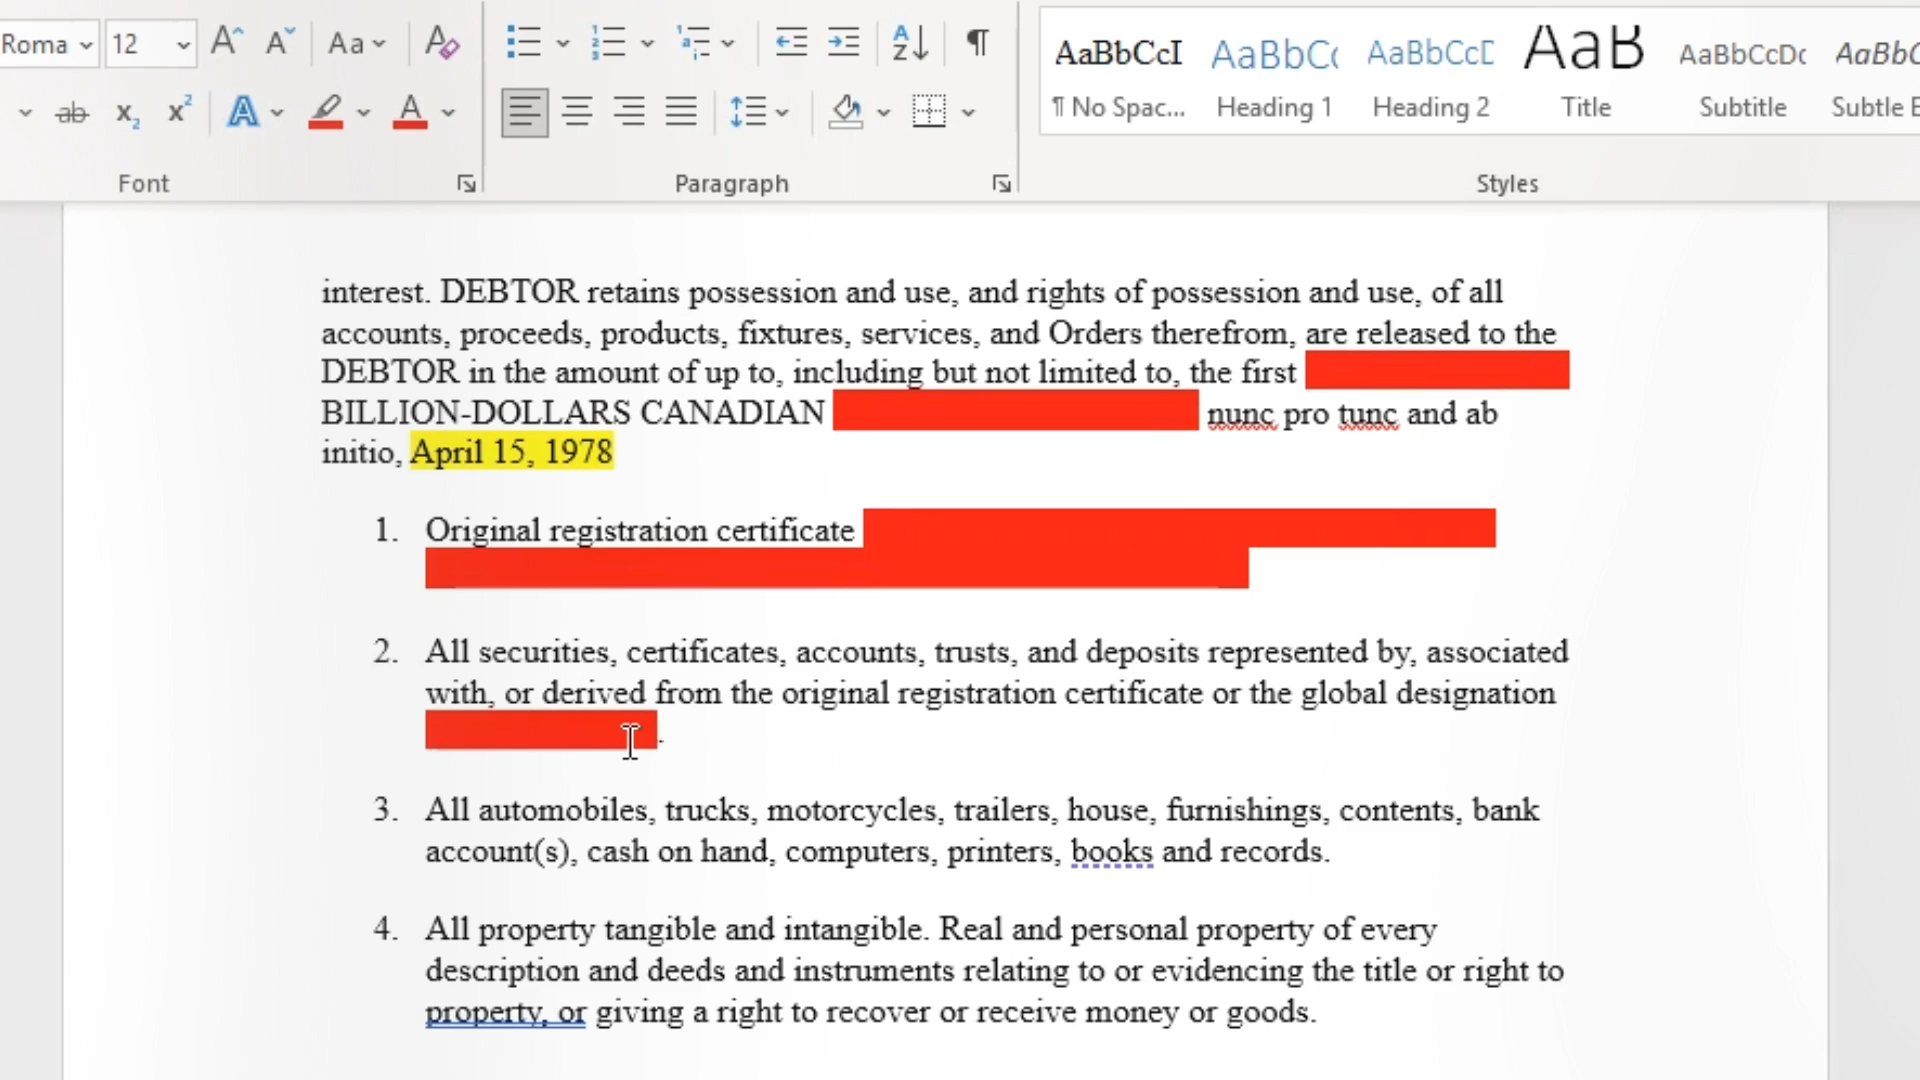 Roma 12 Aa
AaBbCcI AaBbCc AaBbCcD AaB AaBbCcDc AaBbC
¶ No Spac... Heading 1 Heading 2 Title Subtitle Subtle E
Font Paragraph Styles
interest. DEBTOR retains possession and use, and rights of possession and use, of all
accounts, proceeds, products, fixtures, services, and Orders therefrom, are released to the
DEBTOR in the amount of up to, including but not limited to, the first
BILLION-DOLLARS CANADIAN nunc pro tunc and ab
initio, April 15, 1978
1. Original registration certificate
2. All securities, certificates, accounts, trusts, and deposits represented by, associated
with, or derived from the original registration certificate or the global designation
.
3. All automobiles, trucks, motorcycles, trailers, house, furnishings, contents, bank
account(s), cash on hand, computers, printers, books and records.
4. All property tangible and intangible. Real and personal property of every
description and deeds and instruments relating to or evidencing the title or right to
property, or giving a right to recover or receive money or goods.